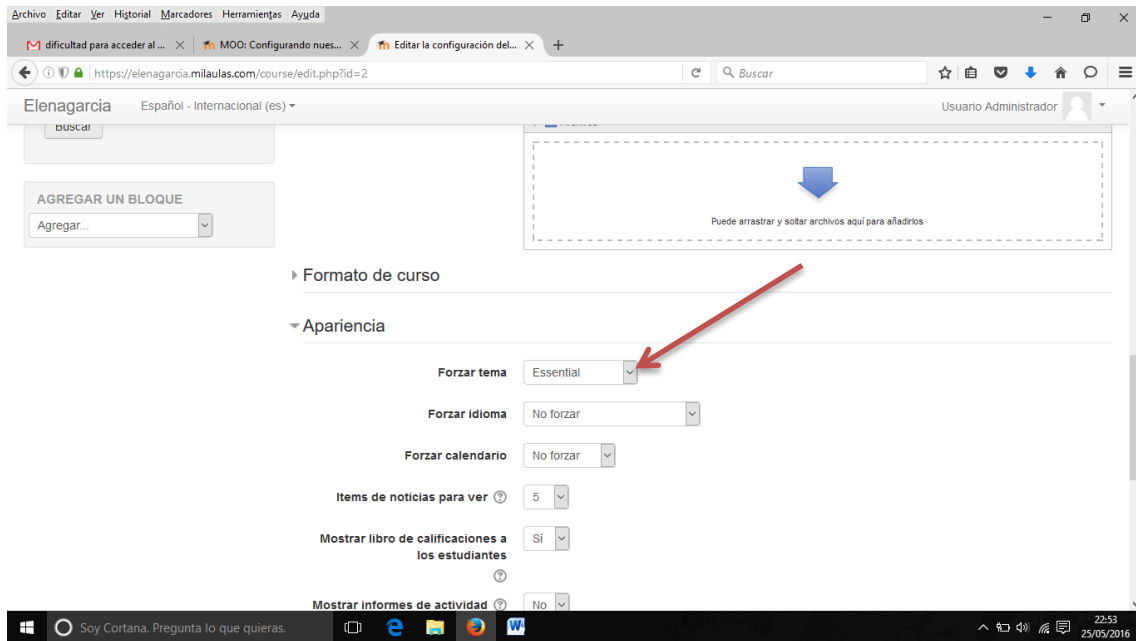 Archivo Editar Ver Historial Marcadores Herramientas Ayuda
dificultad para acceder al ...
MOO: Configurando nues...
Editar la configuración del...
https://elenagarcia.milaulas.com/course/edit.php?id=2
Buscar
Elenagarcia Español - Internacional (es)
Usuario Administrador
Buscar
Archivos
AGREGAR UN BLOQUE
Agregar...
Puede arrastrar y soltar archivos aquí para añadirlos
Formato de curso
Apariencia
Forzar tema Essential
Forzar idioma No forzar
Forzar calendario No forzar
Items de noticias para ver 5
Mostrar libro de calificaciones a Sí
los estudiantes
Mostrar informes de actividad No
Soy Cortana. Pregunta lo que quieras.
22:53
25/05/2016